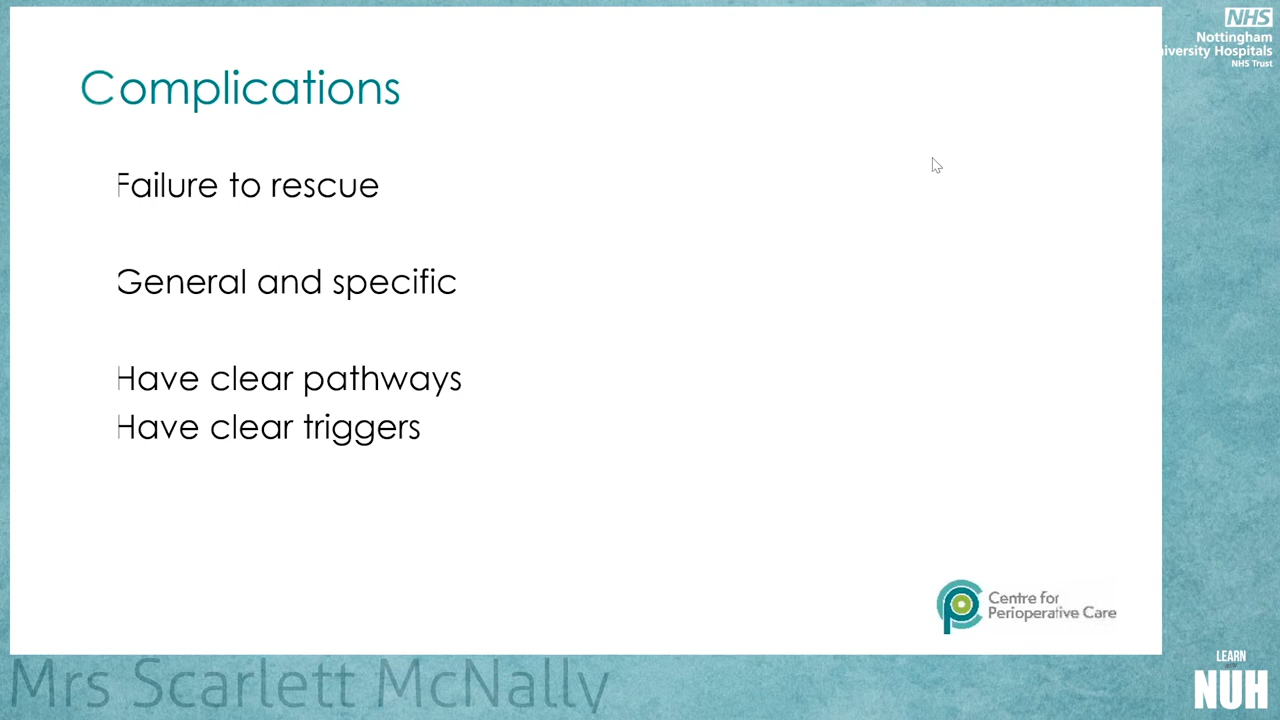 Complications
Failure to rescue
General and specific
Have clear pathways
Have clear triggers
Centre for
Perioperative Care
NHS
Nottingham
iversity Hospitals
NHS Trust
Mrs Scarlett McNally
LEARN
NUH